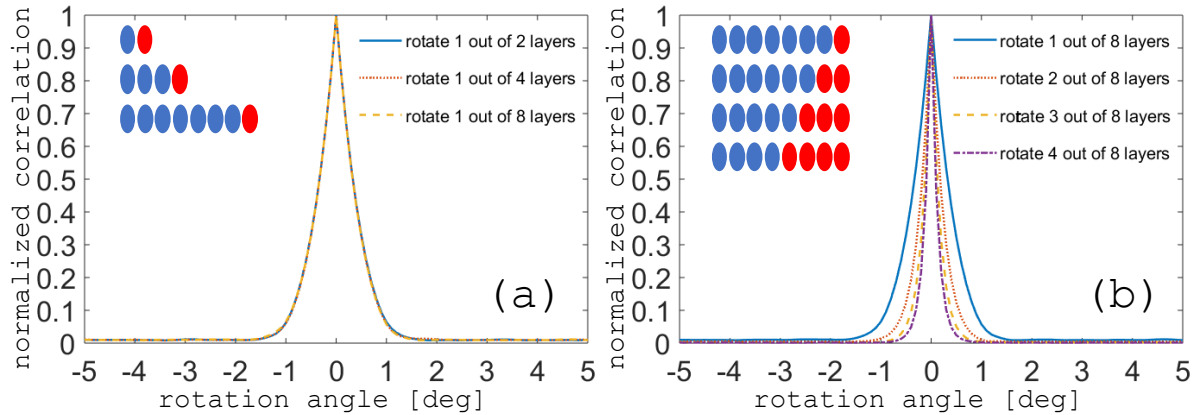 normalized correlation
1
0.9
0.8
0.7
0.6
0.5
0.4
0.3
0.2
0.1
0
rotate 1 out of 2 layers
rotate 1 out of 4 layers
rotate 1 out of 8 layers
(a)
-5 -4 -3 -2 -1 0 1 2 3 4 5
rotation angle [deg]
normalized correlation
1
0.9
0.8
0.7
0.6
0.5
0.4
0.3
0.2
0.1
0
rotate 1 out of 8 layers
rotate 2 out of 8 layers
rotate 3 out of 8 layers
rotate 4 out of 8 layers
(b)
-5 -4 -3 -2 -1 0 1 2 3 4 5
rotation angle [deg]